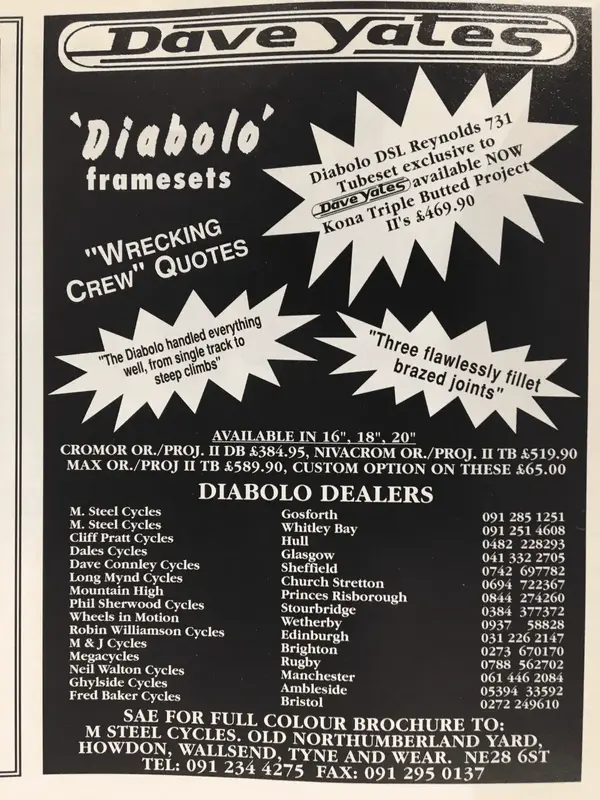 Dave Yates
'Diabolo'
framesets
Diabolo DSL Reynolds 731
Tubeset exclusive to
Dave Yates available NOW
Kona Triple Butted Project
II's £469.90
"WRECKING
CREW" QUOTES
"The Diabolo handled everything
well, from single track to
steep climbs"
"Three flawlessly fillet
brazed joints"
AVAILABLE IN 16", 18", 20"
CROMOR OR./PROJ. II DB £384.95, NIVACROM OR./PROJ. II TB £519.90
MAX OR./PROJ II TB £589.90, CUSTOM OPTION ON THESE £65.00
DIABOLO DEALERS
M. Steel Cycles Gosforth 091 285 1251
M. Steel Cycles Whitley Bay 091 251 4608
Cliff Pratt Cycles Hull 0482 228293
Dales Cycles Glasgow 041 332 2705
Dave Connley Cycles Sheffield 0742 697782
Long Mynd Cycles Church Stretton 0694 722367
Mountain High Princes Risborough 0844 274260
Phil Sherwood Cycles Stourbridge 0384 377372
Wheels in Motion Wetherby 0937 58828
Robin Williamson Cycles Edinburgh 031 226 2147
M & J Cycles Brighton 0273 670170
Megacycles Rugby 0788 562702
Neil Walton Cycles Manchester 061 446 2084
Ghylside Cycles Ambleside 05394 33592
Fred Baker Cycles Bristol 0272 249610
SAE FOR FULL COLOUR BROCHURE TO:
M STEEL CYCLES. OLD NORTHUMBERLAND YARD,
HOWDON, WALLSEND, TYNE AND WEAR. NE28 6ST
TEL: 091 234 4275 FAX: 091 295 0137